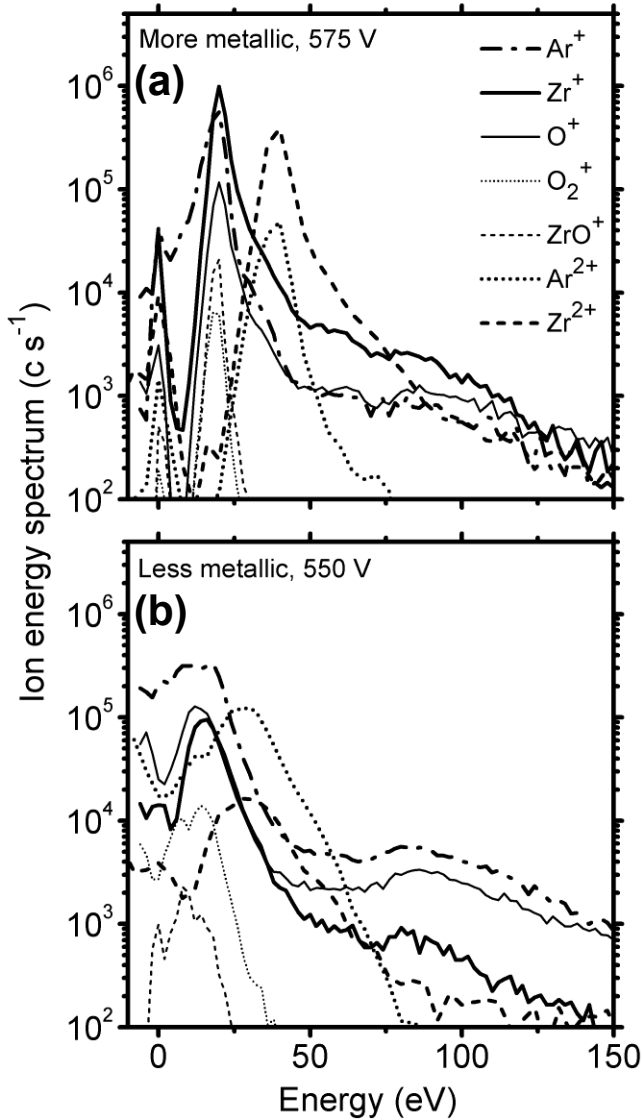 More metallic, 575 V
(a)
Ar+
Zr+
O+
O2+
ZrO+
Ar2+
Zr2+
10^6
10^5
10^4
10^3
10^2
Ion energy spectrum (c s^-1)
Less metallic, 550 V
(b)
10^6
10^5
10^4
10^3
10^2
0 50 100 150
Energy (eV)